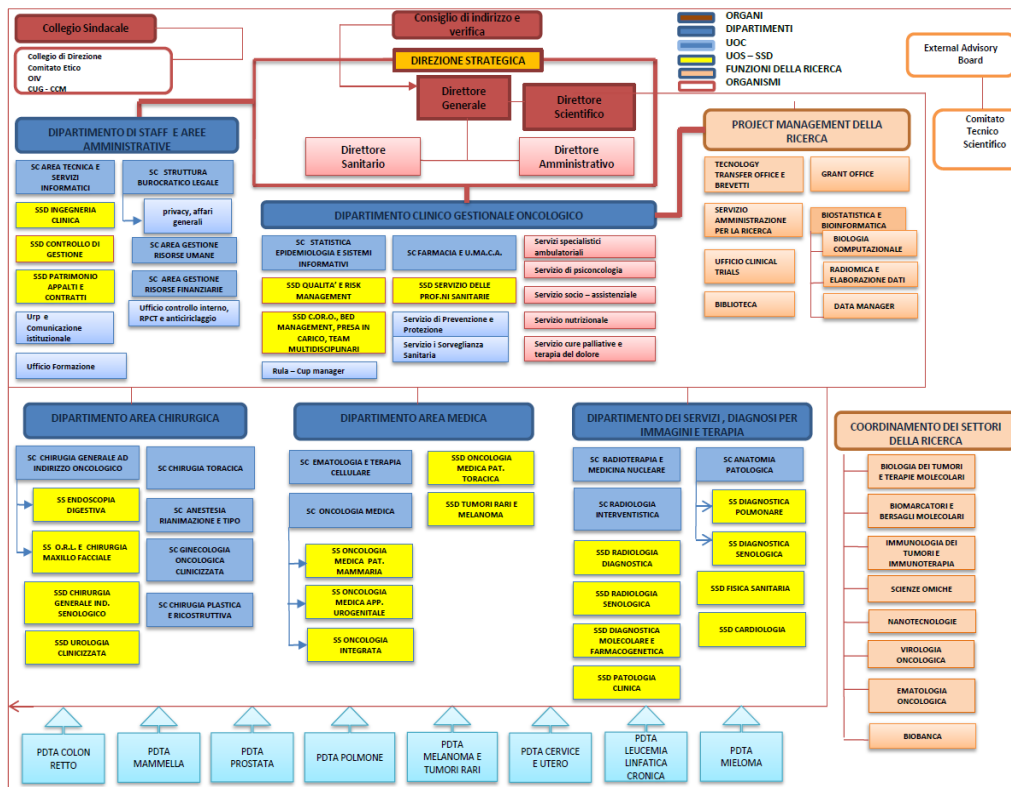 Collegio Sindacale
Collegio di Direzione
Comitato Etico
OIV
CUG - CCM
Consiglio di indirizzo e
verifica
DIREZIONE STRATEGICA
Direttore
Generale
Direttore
Scientifico
Direttore
Sanitario
Direttore
Amministrativo
ORGANI
DIPARTIMENTI
UOC
UOS – SSD
FUNZIONI DELLA RICERCA
ORGANISMI
External Advisory
Board
Comitato
Tecnico
Scientifico
DIPARTIMENTO DI STAFF E AREE
AMMINISTRATIVE
SC AREA TECNICA E
SERVIZI
INFORMATICI
SSD INGEGNERIA
CLINICA
SSD CONTROLLO DI
GESTIONE
SSD PATRIMONIO
APPALTI E
CONTRATTI
Urp e
Comunicazione
istituzionale
Ufficio Formazione
SC STRUTTURA
BUROCRATICO LEGALE
privacy, affari
generali
SC AREA GESTIONE
RISORSE UMANE
SC AREA GESTIONE
RISORSE FINANZIARIE
Ufficio controllo interno,
RPCT e anticiriclaggio
DIPARTIMENTO CLINICO GESTIONALE ONCOLOGICO
SC STATISTICA
EPIDEMIOLOGIA E SISTEMI
INFORMATIVI
SSD QUALITA' E RISK
MANAGEMENT
SSD C.OR.O., BED
MANAGEMENT, PRESA IN
CARICO, TEAM
MULTIDISCIPLINARI
Rula – Cup manager
SC FARMACIA E U.MA.C.A.
SSD SERVIZIO DELLE
PROF.NI SANITARIE
Servizio di Prevenzione e
Protezione
Servizio i Sorveglianza
Sanitaria
Servizi specialistici
ambulatoriali
Servizio di psiconcologia
Servizio socio – assistenziale
Servizio nutrizionale
Servizio cure palliative e
terapia del dolore
PROJECT MANAGEMENT DELLA
RICERCA
TECNOLOGY
TRANSFER OFFICE E
BREVETTI
SERVIZIO
AMMINISTRAZIONE
PER LA RICERCA
UFFICIO CLINICAL
TRIALS
BIBLIOTECA
GRANT OFFICE
BIOSTATISTICA E
BIOINFORMATICA
BIOLOGIA
COMPUTAZIONALE
RADIOMICA E
ELABORAZIONE DATI
DATA MANAGER
DIPARTIMENTO AREA CHIRURGICA
SC CHIRUGIA GENERALE AD
INDIRIZZO ONCOLOGICO
SS ENDOSCOPIA
DIGESTIVA
SS O.R.L. E CHIRURGIA
MAXILLO FACCIALE
SSD CHIRURGIA
GENERALE IND.
SENOLOGICO
SSD UROLOGIA
CLINICIZZATA
SC CHIRUGIA TORACICA
SC ANESTESIA
RIANIMAZIONE E TIPO
SC GINECOLOGIA
ONCOLOGICA
CLINICIZZATA
SC CHIRUGIA PLASTICA
E RICOSTRUTTIVA
DIPARTIMENTO AREA MEDICA
SC EMATOLOGIA E TERAPIA
CELLULARE
SC ONCOLOGIA MEDICA
SS ONCOLOGIA
MEDICA PAT.
MAMMARIA
SS ONCOLOGIA
MEDICA APP.
UROGENITALE
SS ONCOLOGIA
INTEGRATA
SSD ONCOLOGIA
MEDICA PAT.
TORACICA
SSD TUMORI RARI E
MELANOMA
DIPARTIMENTO DEI SERVIZI , DIAGNOSI PER
IMMAGINI E TERAPIA
SC RADIOTERAPIA E
MEDICINA NUCLEARE
SC RADIOLOGIA
INTERVENTISTICA
SSD RADIOLOGIA
DIAGNOSTICA
SSD RADIOLOGIA
SENOLOGICA
SSD DIAGNOSTICA
MOLECOLARE E
FARMACOGENETICA
SSD PATOLOGIA
CLINICA
SC ANATOMIA
PATOLOGICA
SS DIAGNOSTICA
POLMONARE
SS DIAGNOSTICA
SENOLOGICA
SSD FISICA SANITARIA
SSD CARDIOLOGIA
COORDINAMENTO DEI SETTORI
DELLA RICERCA
BIOLOGIA DEI TUMORI
E TERAPIE MOLECOLARI
BIOMARCATORI E
BERSAGLI MOLECOLARI
IMMUNOLOGIA DEI
TUMORI E
IMMUNOTERAPIA
SCIENZE OMICHE
NANOTECNOLOGIE
VIROLOGIA
ONCOLOGICA
EMATOLOGIA
ONCOLOGICA
BIOBANCA
PDTA COLON
RETTO
PDTA
MAMMELLA
PDTA
PROSTATA
PDTA POLMONE
PDTA
MELANOMA E
TUMORI RARI
PDTA CERVICE
E UTERO
PDTA
LEUCEMIA
LINFATICA
CRONICA
PDTA
MIELOMA